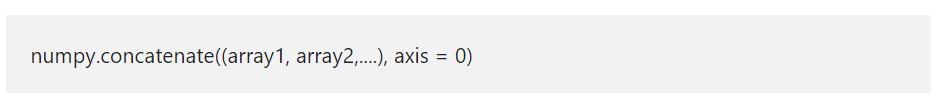 numpy.concatenate((array1, array2,....), axis = 0)